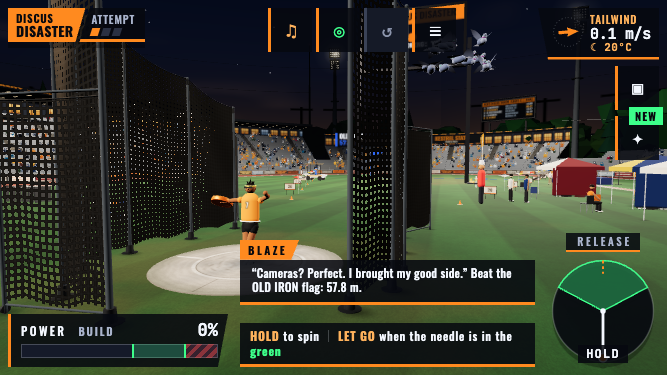 DISCUS
DISASTER
ATTEMPT
TAILWIND
0.1 m/s
20°C
NEW
RELEASE
BLAZE
“Cameras? Perfect. I brought my good side.” Beat the
OLD IRON flag: 57.8 m.
POWER BUILD 0%
HOLD to spin | LET GO when the needle is in the
green
HOLD